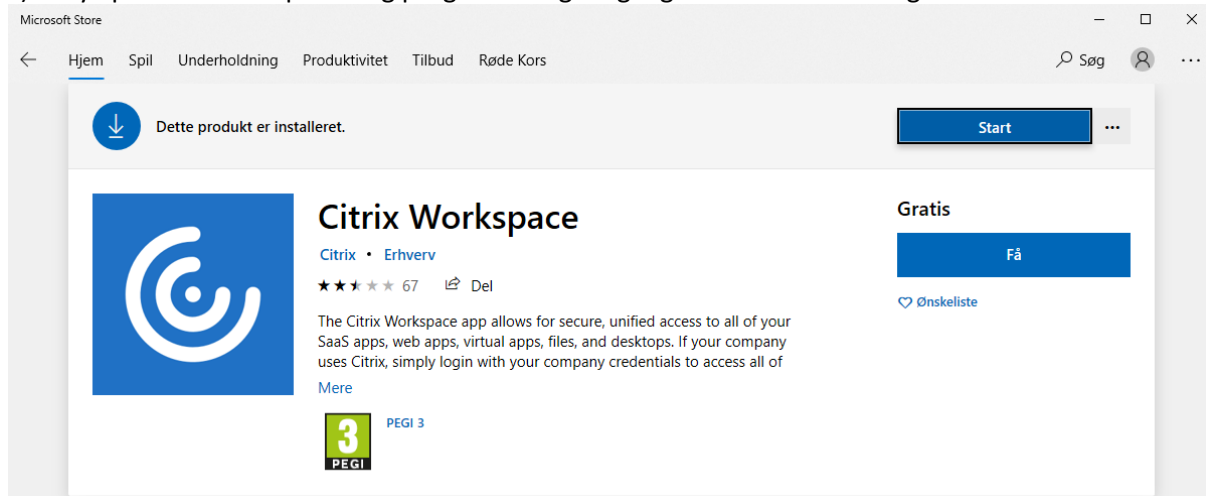 Microsoft Store
Hjem Spil Underholdning Produktivitet Tilbud Røde Kors Søg
Dette produkt er installeret. Start
Citrix Workspace
Gratis
Citrix • Erhverv
Få
67 Del
Ønskeliste
The Citrix Workspace app allows for secure, unified access to all of your
SaaS apps, web apps, virtual apps, files, and desktops. If your company
uses Citrix, simply login with your company credentials to access all of
Mere
3
PEGI
PEGI 3